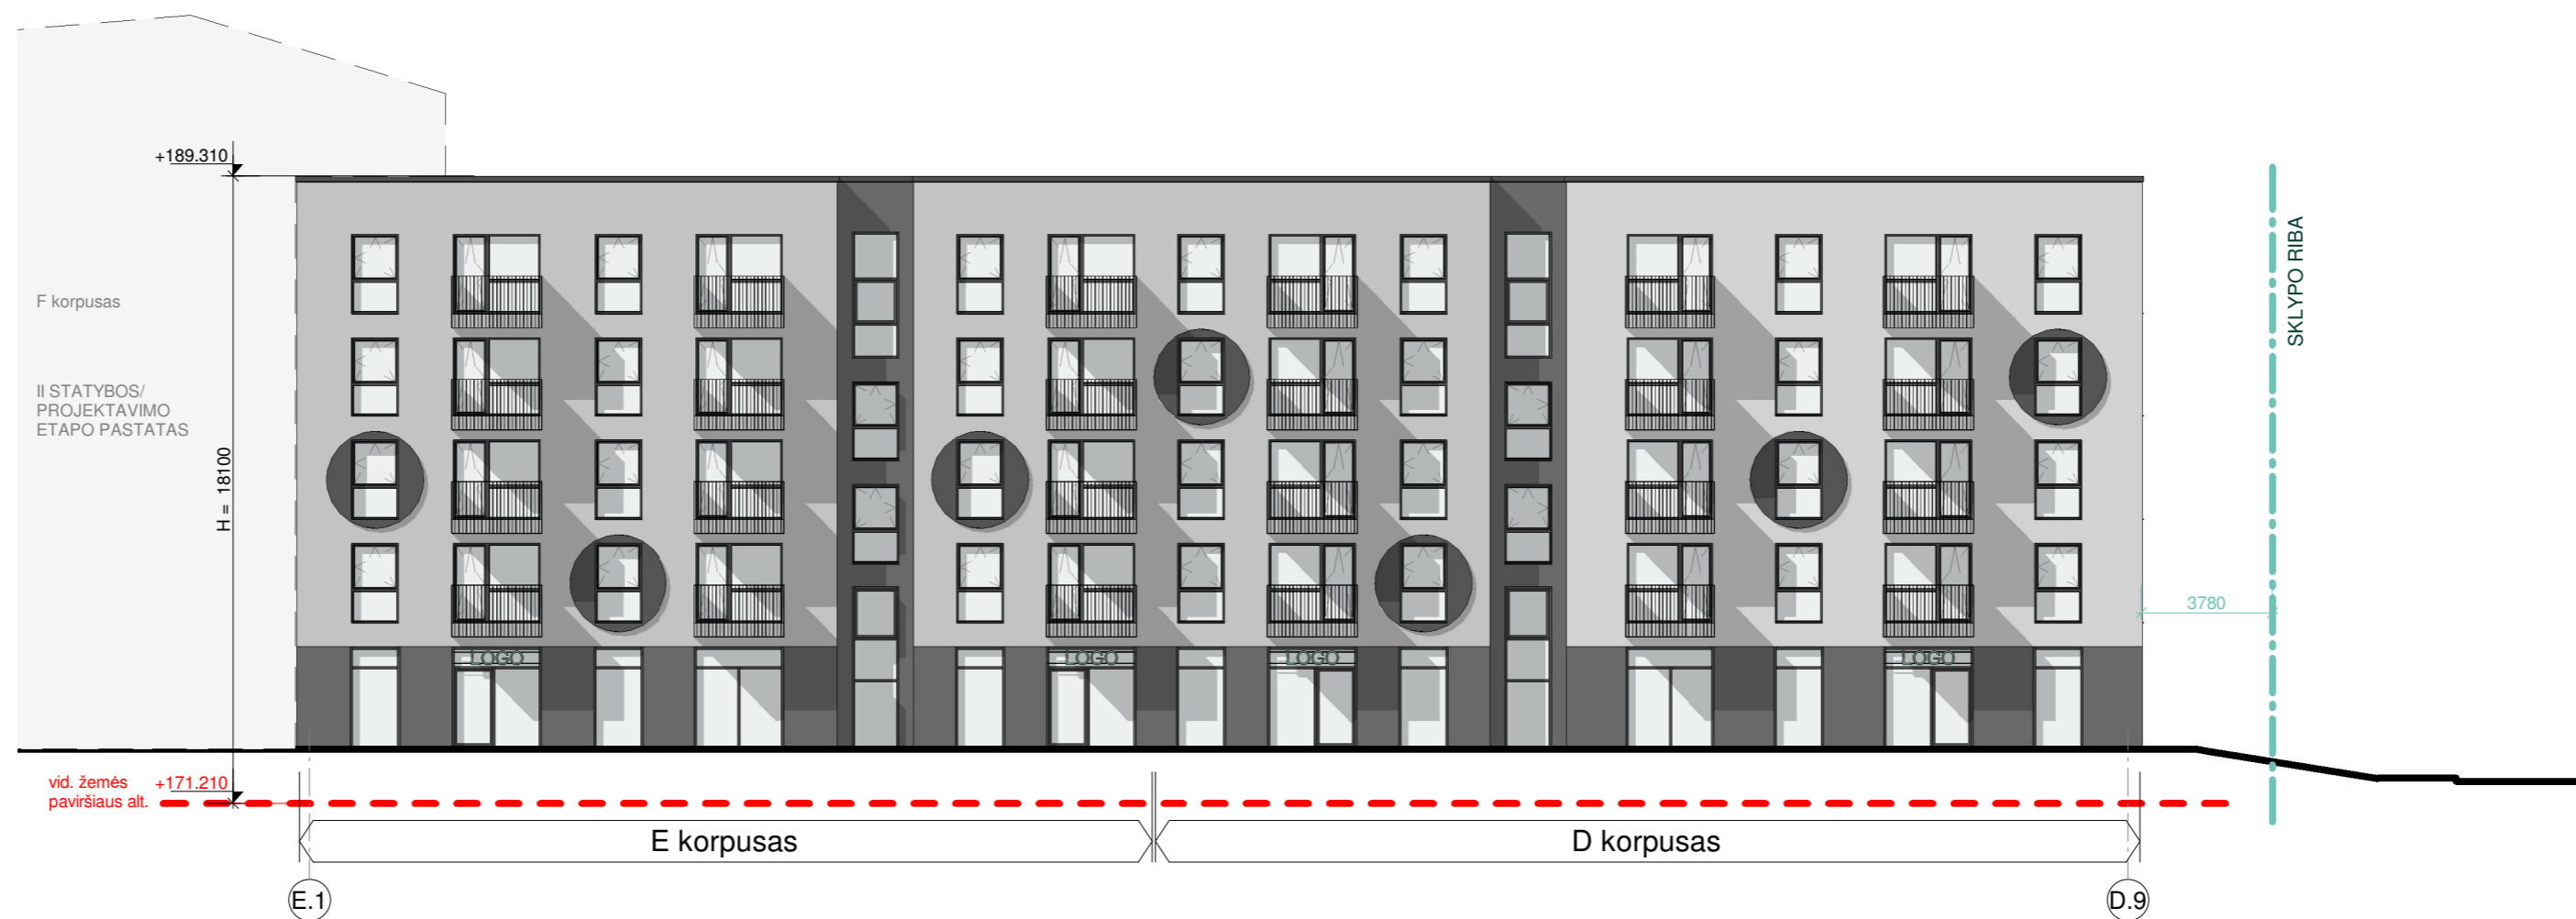 +189.310
SKLYPO RIBA
F korpusas
II STATYBOS/
PROJEKTAVIMO
ETAPO PASTATAS
H = 18100
3780
LOGO
LOGO
LOGO
LOGO
vid. žemės
paviršiaus alt.
+171.210
E korpusas
D korpusas
E.1
D.9